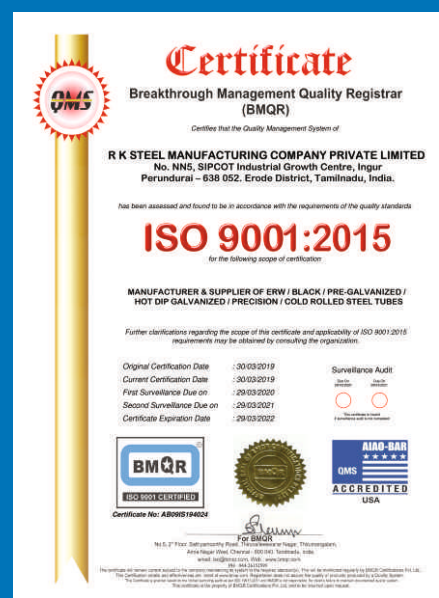 Certificate
QMS
Breakthrough Management Quality Registrar
(BMQR)
Certifies that the Quality Management System of
R K STEEL MANUFACTURING COMPANY PRIVATE LIMITED
No. NN5, SIPCOT Industrial Growth Centre, Ingur
Perundurai – 638 052. Erode District, Tamilnadu, India.
has been assessed and found to be in accordance with the requirements of the quality standards
ISO 9001:2015
for the following scope of certification
MANUFACTURER & SUPPLIER OF ERW / BLACK / PRE-GALVANIZED /
HOT DIP GALVANIZED / PRECISION / COLD ROLLED STEEL TUBES
Further clarifications regarding the scope of this certificate and applicability of ISO 9001:2015
requirements may be obtained by consulting the organization.
Original Certification Date : 30/03/2019
Current Certification Date : 30/03/2019
First Surveillance Due on : 29/03/2020
Second Surveillance Due on : 29/03/2021
Certificate Expiration Date : 29/03/2022
Surveillance Audit
BMQR
ISO 9001 CERTIFIED
BMQR
AIAO-BAR
QMS
ACCREDITED
USA
Certificate No: AB09IS194024
For BMQR